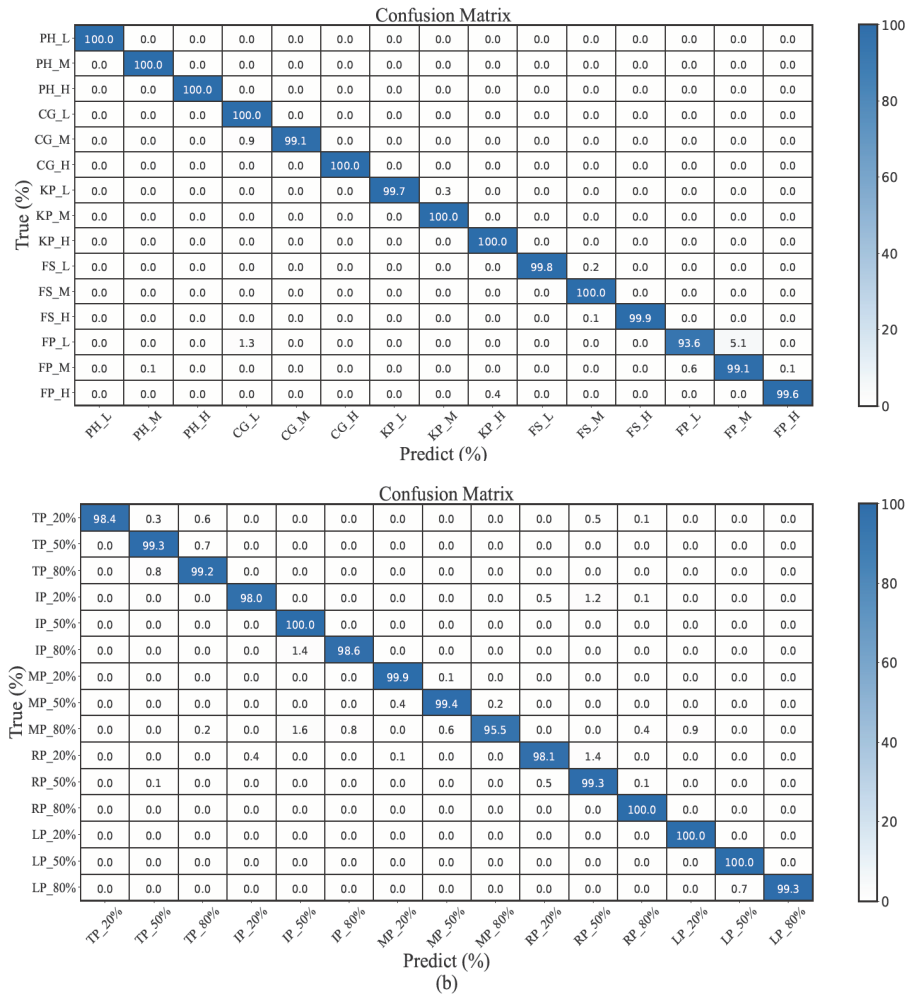 Confusion Matrix
PH_L 100.0 0.0 0.0 0.0 0.0 0.0 0.0 0.0 0.0 0.0 0.0 0.0 0.0 0.0 0.0
PH_M 0.0 100.0 0.0 0.0 0.0 0.0 0.0 0.0 0.0 0.0 0.0 0.0 0.0 0.0 0.0
PH_H 0.0 0.0 100.0 0.0 0.0 0.0 0.0 0.0 0.0 0.0 0.0 0.0 0.0 0.0 0.0
CG_L 0.0 0.0 0.0 100.0 0.0 0.0 0.0 0.0 0.0 0.0 0.0 0.0 0.0 0.0 0.0
CG_M 0.0 0.0 0.0 0.9 99.1 0.0 0.0 0.0 0.0 0.0 0.0 0.0 0.0 0.0 0.0
CG_H 0.0 0.0 0.0 0.0 0.0 100.0 0.0 0.0 0.0 0.0 0.0 0.0 0.0 0.0 0.0
KP_L 0.0 0.0 0.0 0.0 0.0 0.0 99.7 0.3 0.0 0.0 0.0 0.0 0.0 0.0 0.0
KP_M 0.0 0.0 0.0 0.0 0.0 0.0 0.0 100.0 0.0 0.0 0.0 0.0 0.0 0.0 0.0
KP_H 0.0 0.0 0.0 0.0 0.0 0.0 0.0 0.0 100.0 0.0 0.0 0.0 0.0 0.0 0.0
FS_L 0.0 0.0 0.0 0.0 0.0 0.0 0.0 0.0 0.0 99.8 0.2 0.0 0.0 0.0 0.0
FS_M 0.0 0.0 0.0 0.0 0.0 0.0 0.0 0.0 0.0 0.0 100.0 0.0 0.0 0.0 0.0
FS_H 0.0 0.0 0.0 0.0 0.0 0.0 0.0 0.0 0.0 0.0 0.1 99.9 0.0 0.0 0.0
FP_L 0.0 0.0 0.0 1.3 0.0 0.0 0.0 0.0 0.0 0.0 0.0 0.0 93.6 5.1 0.0
FP_M 0.0 0.1 0.0 0.0 0.0 0.0 0.0 0.0 0.0 0.0 0.0 0.0 0.6 99.1 0.1
FP_H 0.0 0.0 0.0 0.0 0.0 0.0 0.0 0.0 0.4 0.0 0.0 0.0 0.0 0.0 99.6
PH_L PH_M PH_H CG_L CG_M CG_H KP_L KP_M KP_H FS_L FS_M FS_H FP_L FP_M FP_H
True (%)
Predict (%)
100
80
60
40
20
0
Confusion Matrix
TP_20% 98.4 0.3 0.6 0.0 0.0 0.0 0.0 0.0 0.0 0.0 0.5 0.1 0.0 0.0 0.0
TP_50% 0.0 99.3 0.7 0.0 0.0 0.0 0.0 0.0 0.0 0.0 0.0 0.0 0.0 0.0 0.0
TP_80% 0.0 0.8 99.2 0.0 0.0 0.0 0.0 0.0 0.0 0.0 0.0 0.0 0.0 0.0 0.0
IP_20% 0.0 0.0 0.0 98.0 0.0 0.0 0.0 0.0 0.0 0.5 1.2 0.1 0.0 0.0 0.0
IP_50% 0.0 0.0 0.0 0.0 100.0 0.0 0.0 0.0 0.0 0.0 0.0 0.0 0.0 0.0 0.0
IP_80% 0.0 0.0 0.0 0.0 1.4 98.6 0.0 0.0 0.0 0.0 0.0 0.0 0.0 0.0 0.0
MP_20% 0.0 0.0 0.0 0.0 0.0 0.0 99.9 0.1 0.0 0.0 0.0 0.0 0.0 0.0 0.0
MP_50% 0.0 0.0 0.0 0.0 0.0 0.0 0.4 99.4 0.2 0.0 0.0 0.0 0.0 0.0 0.0
MP_80% 0.0 0.0 0.2 0.0 1.6 0.8 0.0 0.6 95.5 0.0 0.0 0.4 0.9 0.0 0.0
RP_20% 0.0 0.0 0.0 0.4 0.0 0.0 0.1 0.0 0.0 98.1 1.4 0.0 0.0 0.0 0.0
RP_50% 0.0 0.1 0.0 0.0 0.0 0.0 0.0 0.0 0.0 0.5 99.3 0.1 0.0 0.0 0.0
RP_80% 0.0 0.0 0.0 0.0 0.0 0.0 0.0 0.0 0.0 0.0 0.0 100.0 0.0 0.0 0.0
LP_20% 0.0 0.0 0.0 0.0 0.0 0.0 0.0 0.0 0.0 0.0 0.0 0.0 100.0 0.0 0.0
LP_50% 0.0 0.0 0.0 0.0 0.0 0.0 0.0 0.0 0.0 0.0 0.0 0.0 0.0 100.0 0.0
LP_80% 0.0 0.0 0.0 0.0 0.0 0.0 0.0 0.0 0.0 0.0 0.0 0.0 0.0 0.7 99.3
TP_20% TP_50% TP_80% IP_20% IP_50% IP_80% MP_20% MP_50% MP_80% RP_20% RP_50% RP_80% LP_20% LP_50% LP_80%
True (%)
Predict (%)
100
80
60
40
20
0
(b)